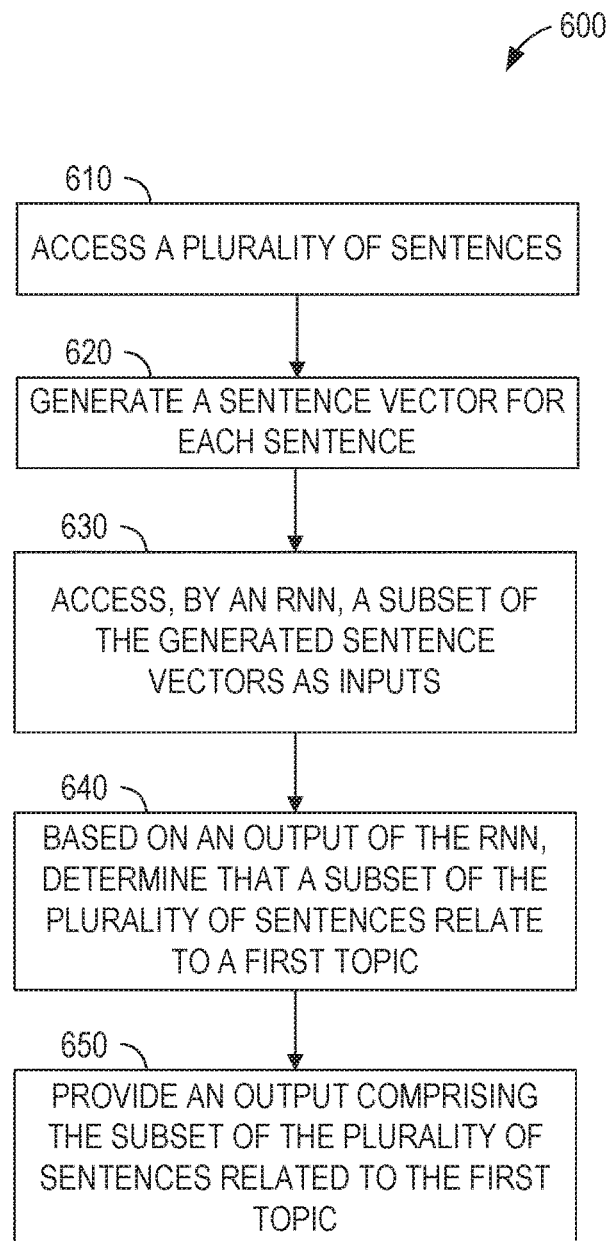 600
610
ACCESS A PLURALITY OF SENTENCES
620
GENERATE A SENTENCE VECTOR FOR
EACH SENTENCE
630
ACCESS, BY AN RNN, A SUBSET OF
THE GENERATED SENTENCE
VECTORS AS INPUTS
640
BASED ON AN OUTPUT OF THE RNN,
DETERMINE THAT A SUBSET OF THE
PLURALITY OF SENTENCES RELATE
TO A FIRST TOPIC
650
PROVIDE AN OUTPUT COMPRISING
THE SUBSET OF THE PLURALITY OF
SENTENCES RELATED TO THE FIRST
TOPIC